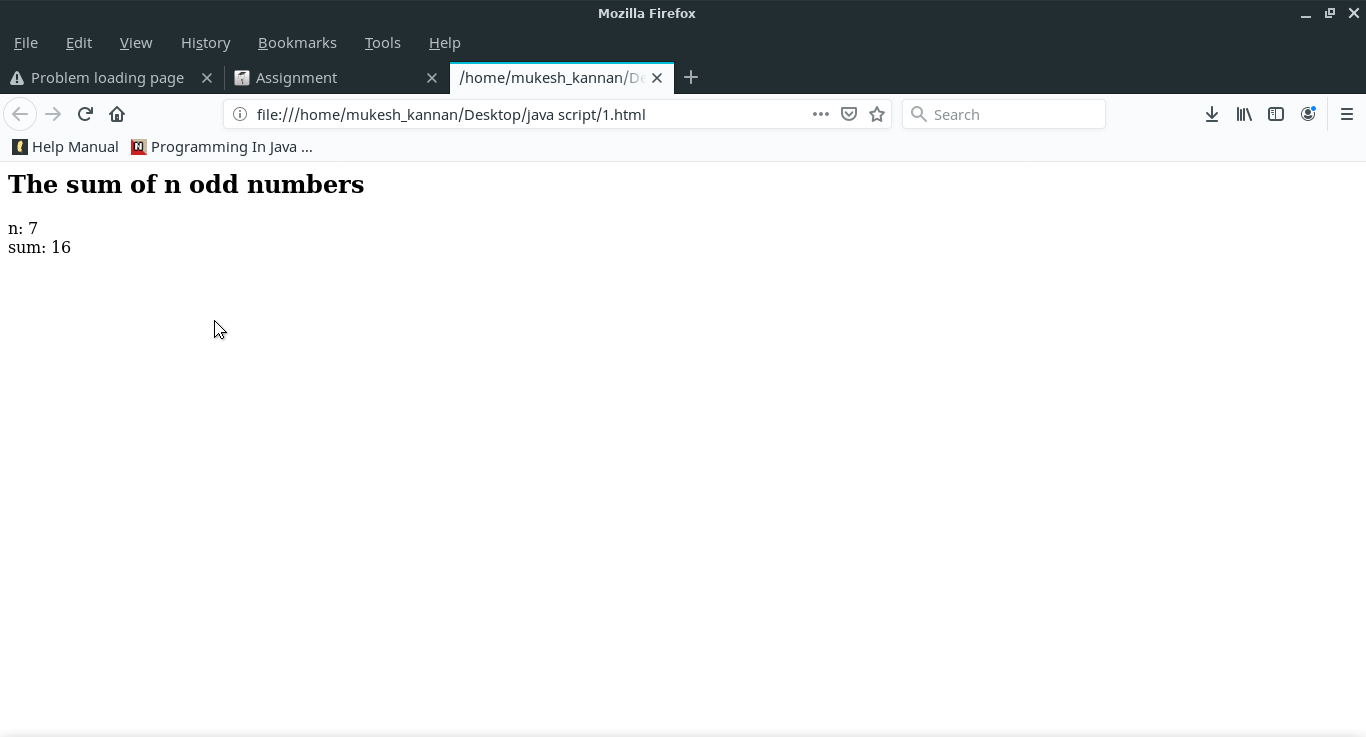 Mozilla Firefox
File Edit View History Bookmarks Tools Help
Problem loading page Assignment /home/mukesh_kannan/De
file:///home/mukesh_kannan/Desktop/java script/1.html Search
Help Manual Programming In Java ...
The sum of n odd numbers
n: 7
sum: 16